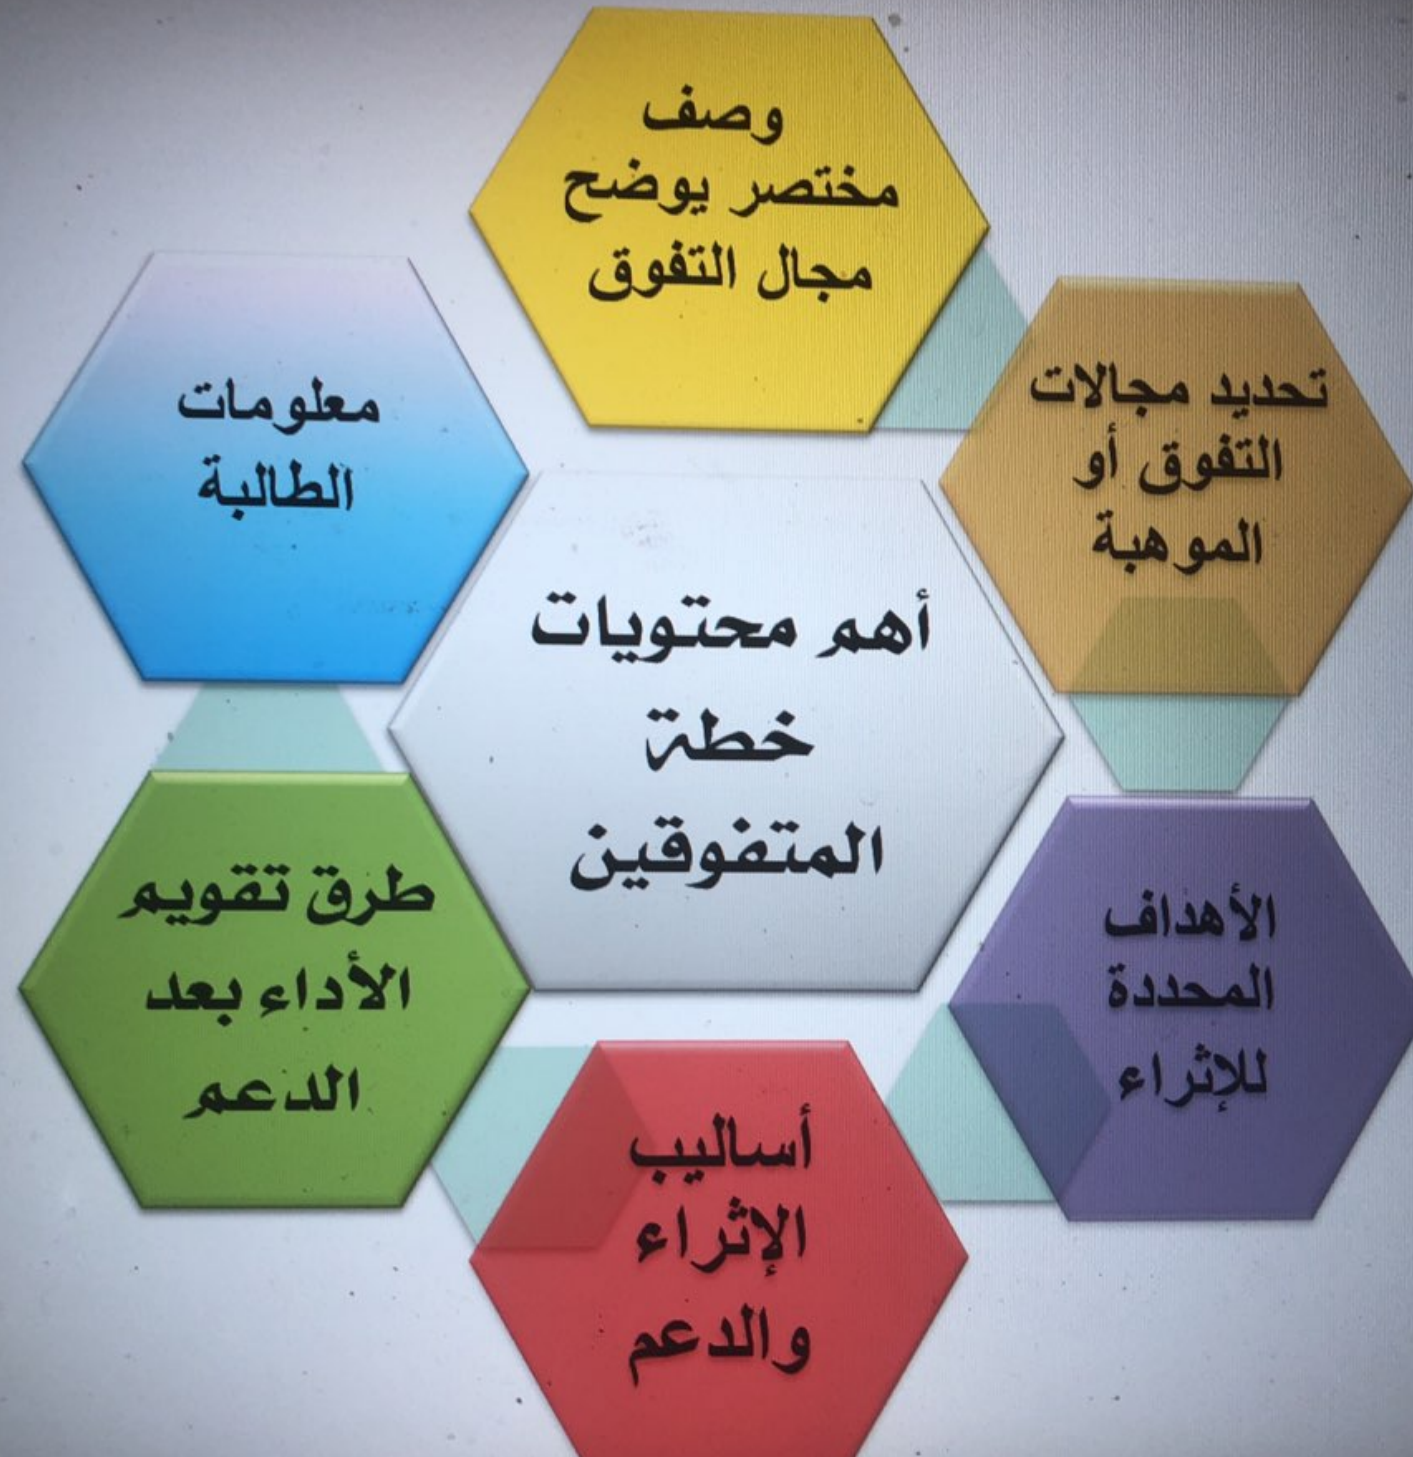 وصف
مختصر يوضح
مجال التفوق
تحديد مجالات
التفوق أو
الموهبة
معلومات
الطالبة
أهم محتويات
خطة
المتفوقين
الأهداف
المحددة
للإثراء
طرق تقويم
الأداء بعد
الدعم
أساليب
الإثراء
والدعم